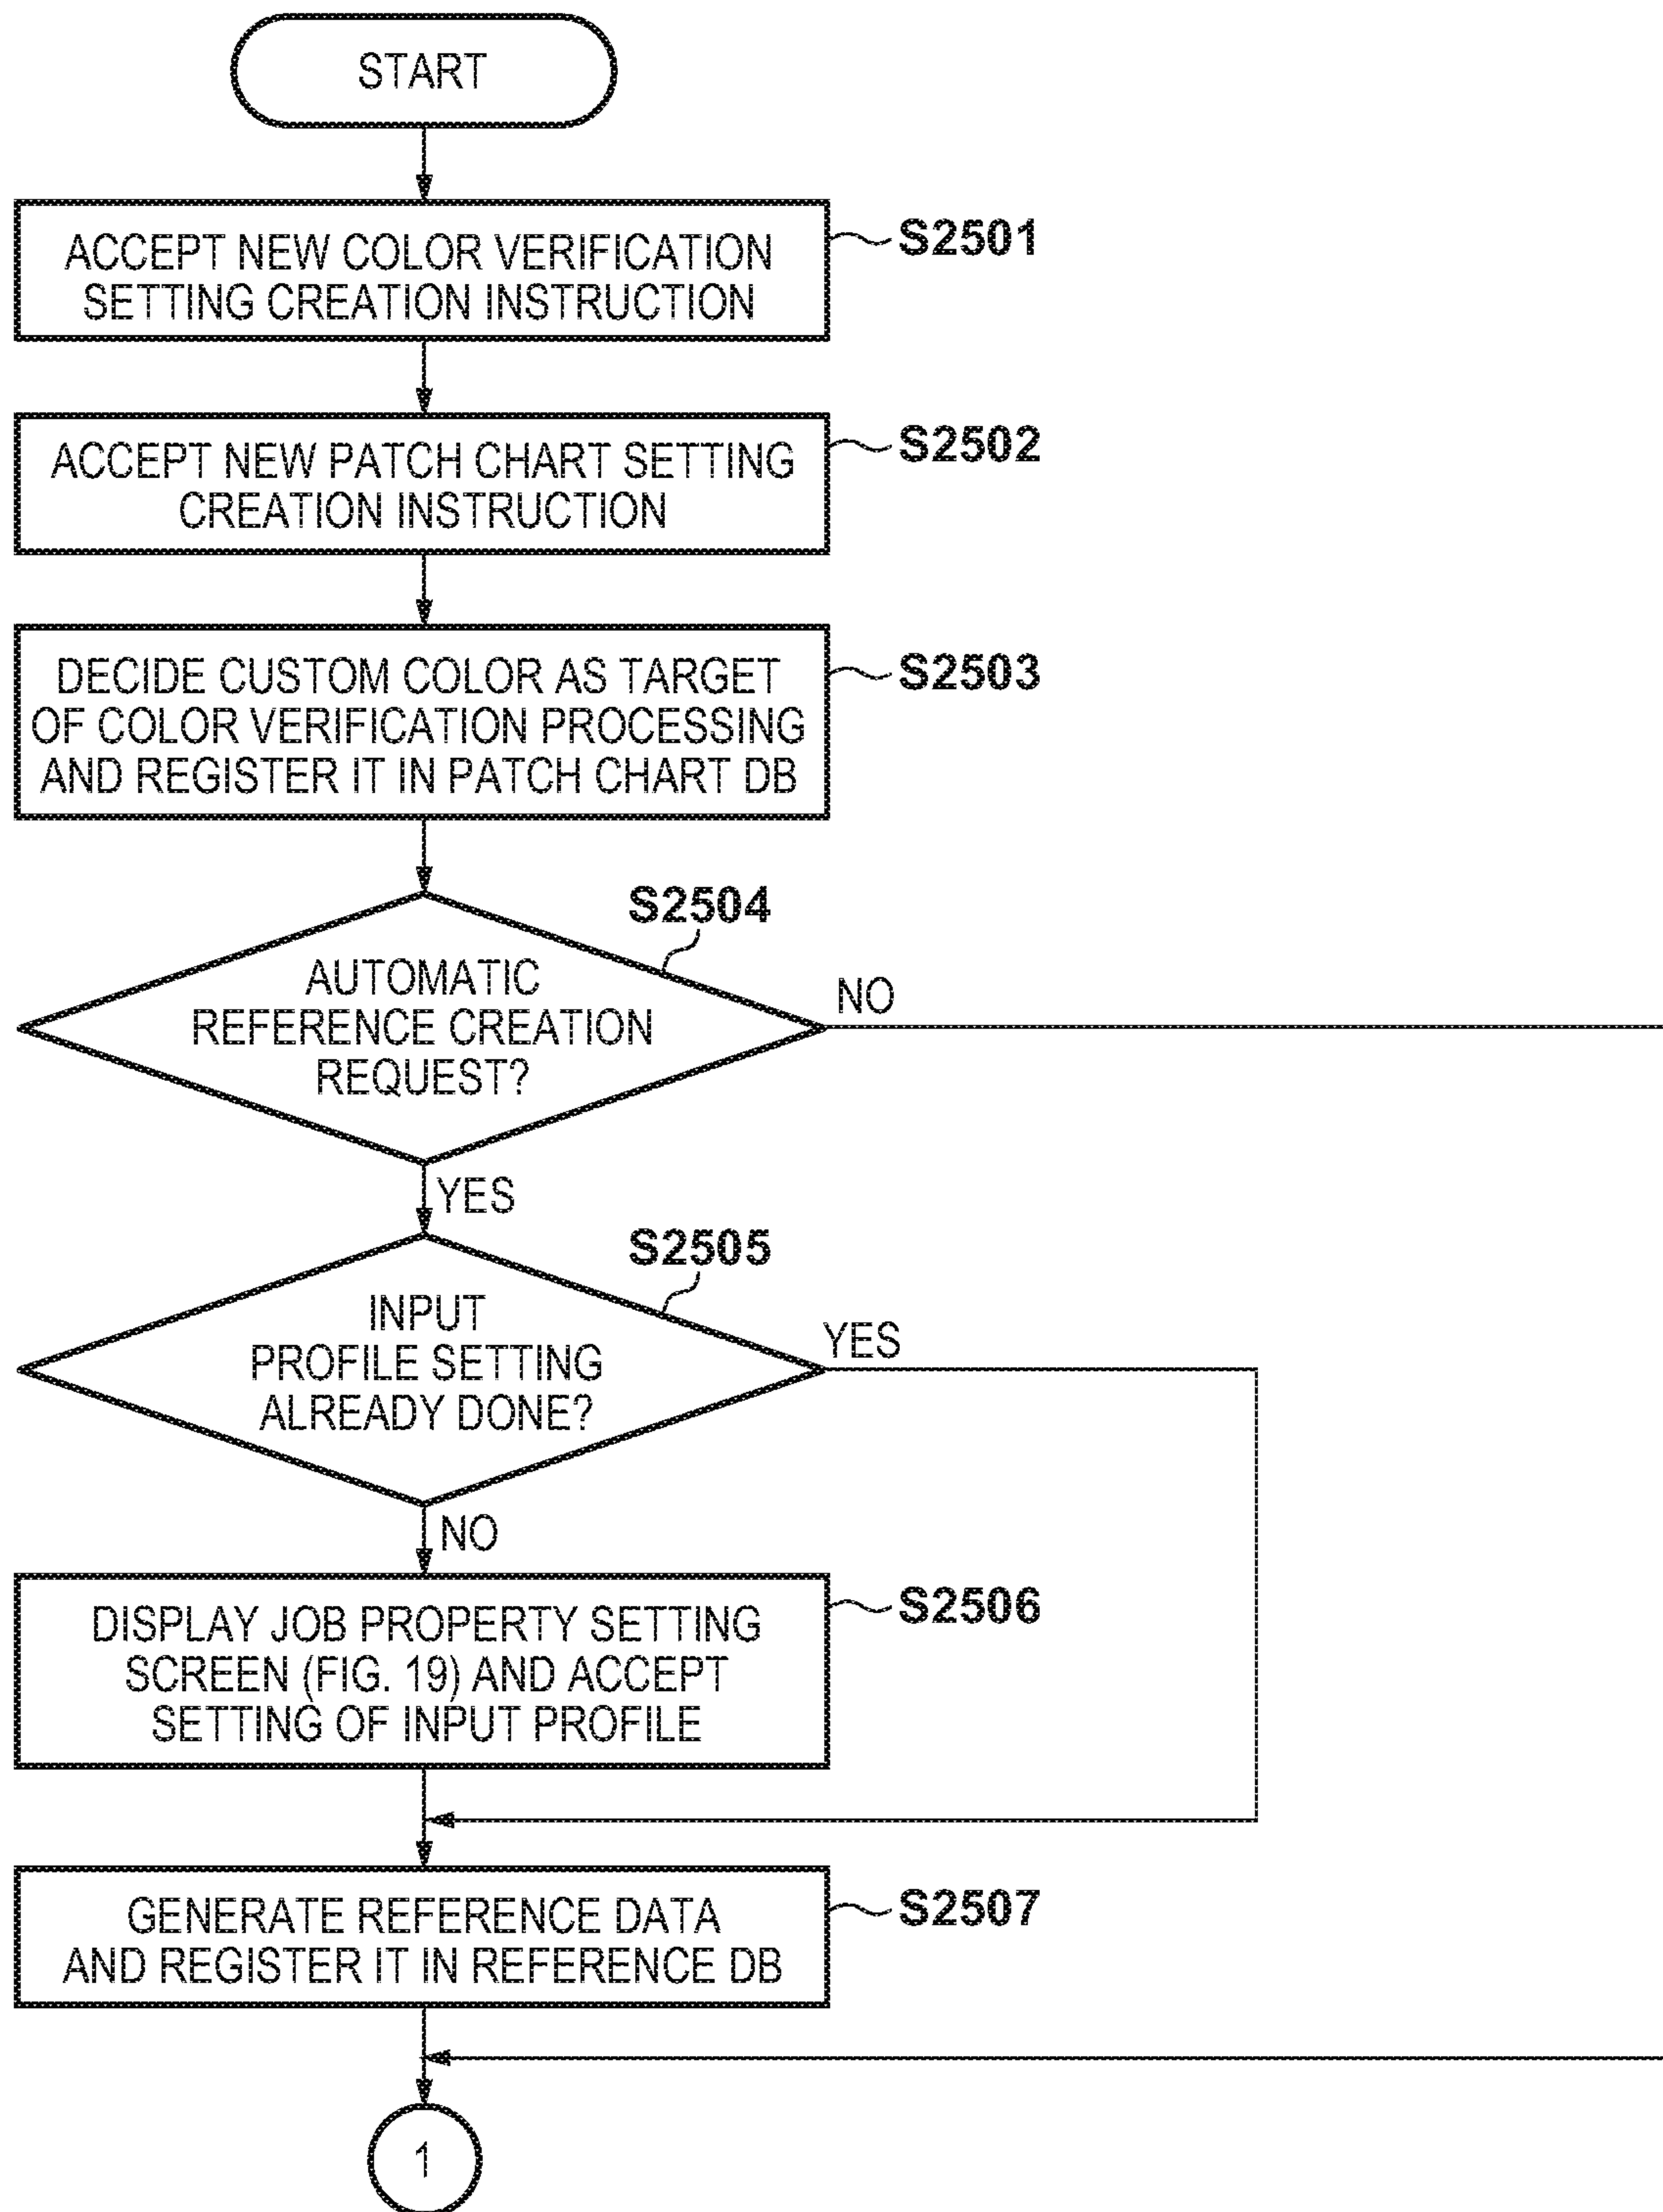 START
ACCEPT NEW COLOR VERIFICATION
SETTING CREATION INSTRUCTION
S2501
ACCEPT NEW PATCH CHART SETTING
CREATION INSTRUCTION
S2502
DECIDE CUSTOM COLOR AS TARGET
OF COLOR VERIFICATION PROCESSING
AND REGISTER IT IN PATCH CHART DB
S2503
S2504
AUTOMATIC
REFERENCE CREATION
REQUEST?
NO
YES
S2505
INPUT
PROFILE SETTING
ALREADY DONE?
YES
NO
DISPLAY JOB PROPERTY SETTING
SCREEN (FIG. 19) AND ACCEPT
SETTING OF INPUT PROFILE
S2506
GENERATE REFERENCE DATA
AND REGISTER IT IN REFERENCE DB
S2507
1